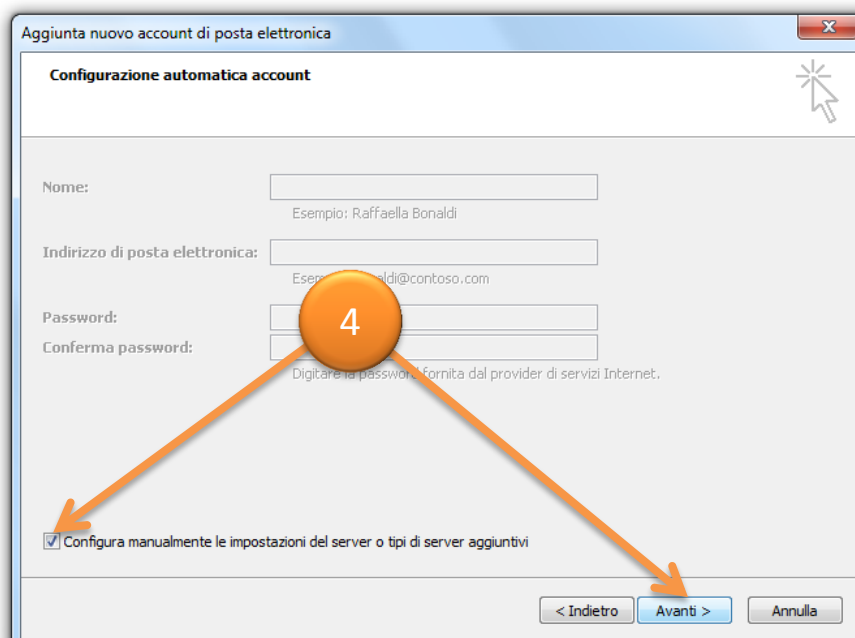 Aggiunta nuovo account di posta elettronica
Configurazione automatica account
Nome:
Esempio: Raffaella Bonaldi
Indirizzo di posta elettronica:
4
Password:
Conferma password:
Digitare la password fornita dal provider di servizi Internet.
Configura manualmente le impostazioni del server o tipi di server aggiuntivi
< Indietro
Avanti >
Annulla